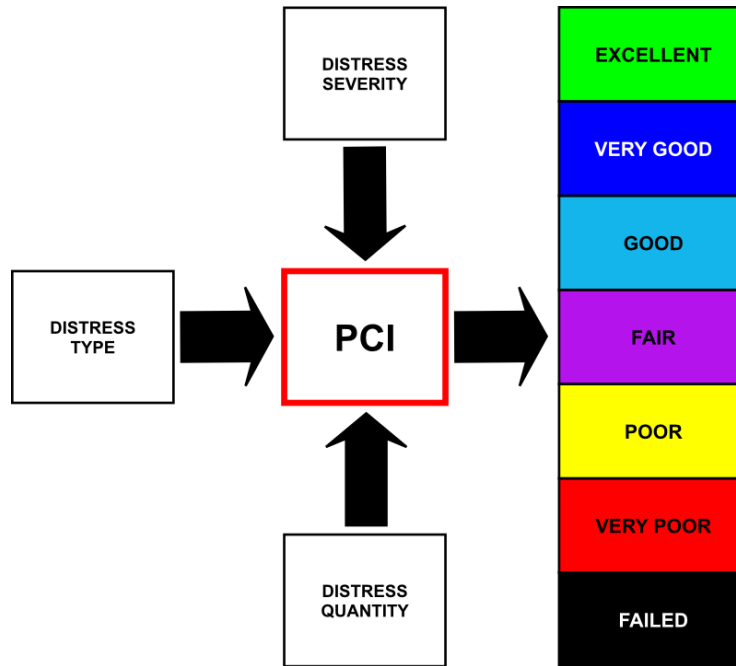 DISTRESS
SEVERITY
DISTRESS
TYPE
PCI
DISTRESS
QUANTITY
EXCELLENT
VERY GOOD
GOOD
FAIR
POOR
VERY POOR
FAILED